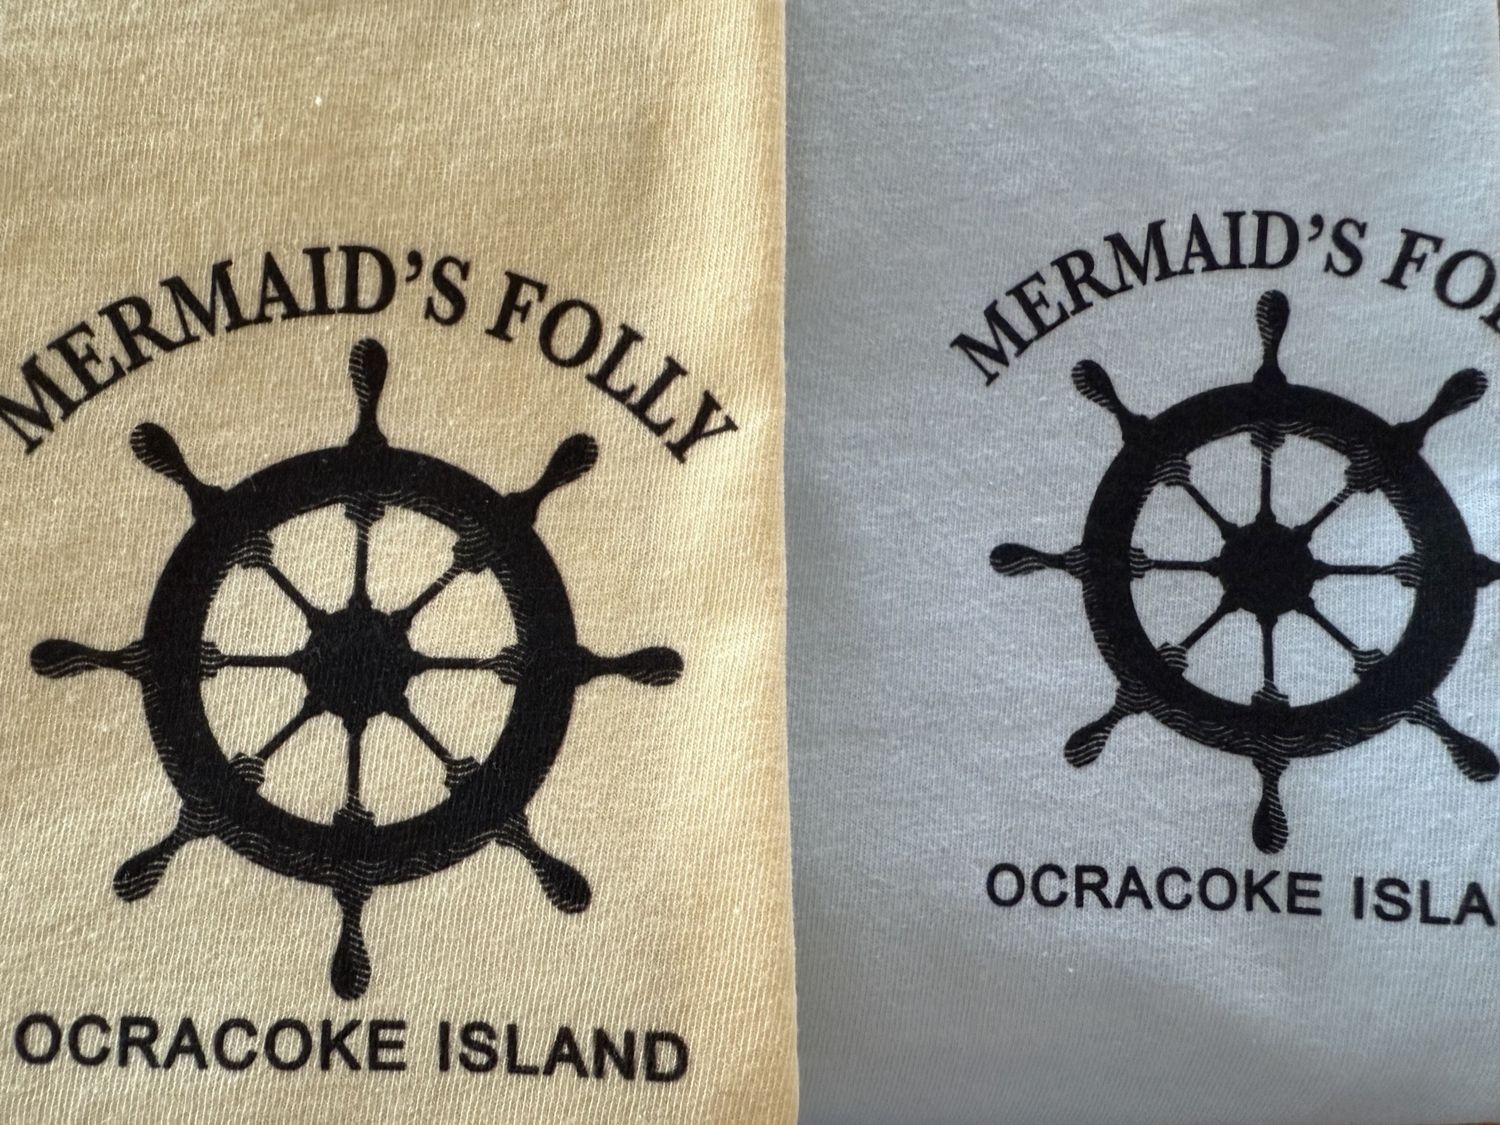 MERMAID'S FOLLY
OCRACOKE ISLAND
MERMAID'S FO
OCRACOKE ISLA